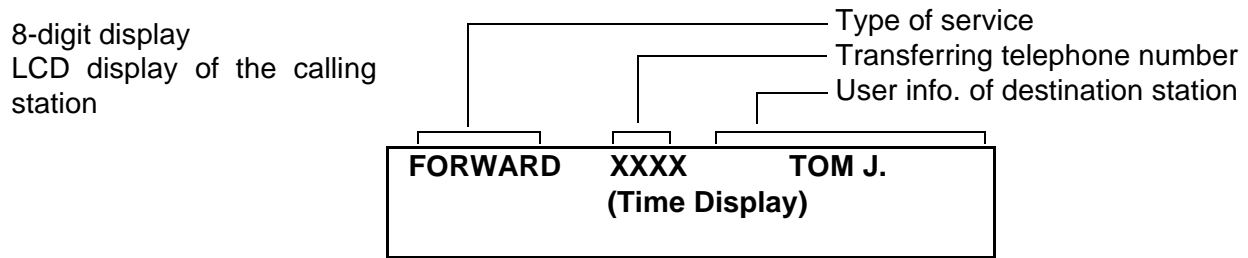 8-digit display
LCD display of the calling
station
Type of service
Transferring telephone number
User info. of destination station
FORWARD XXXX TOM J.
(Time Display)